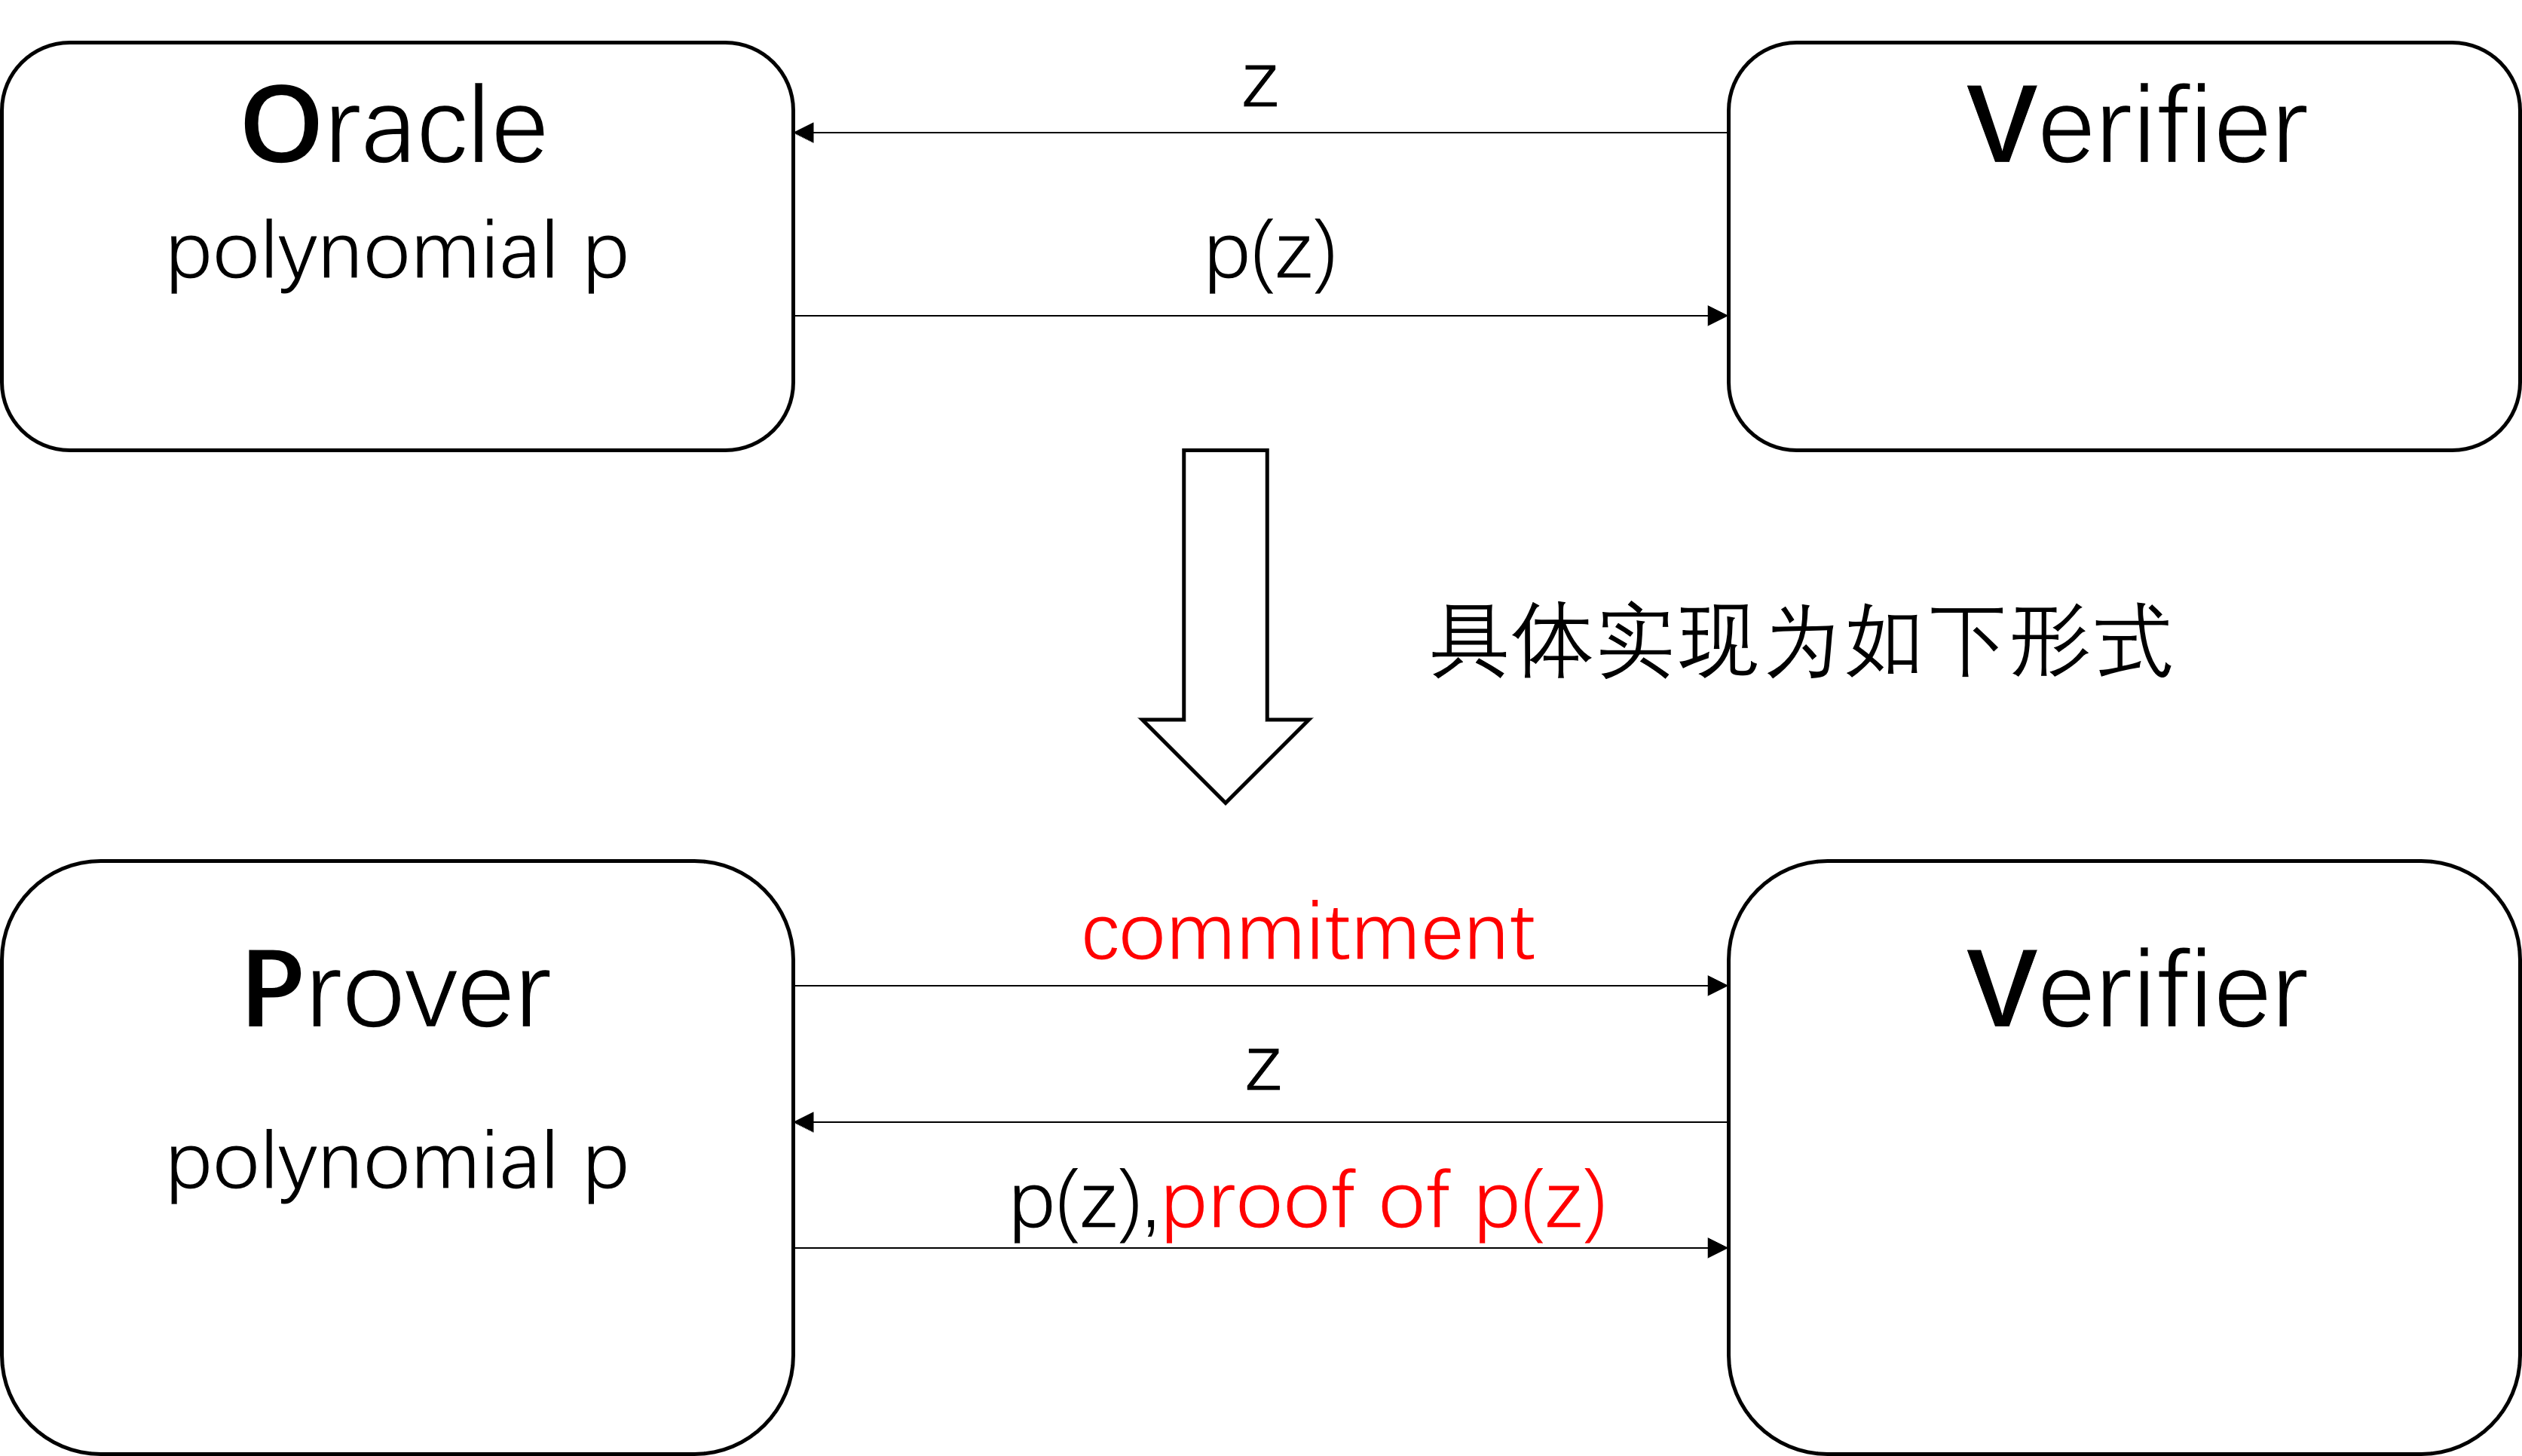 Oracle
polynomial p
z
p(z)
Verifier
具体实现为如下形式
Prover
polynomial p
commitment
z
p(z),proof of p(z)
Verifier